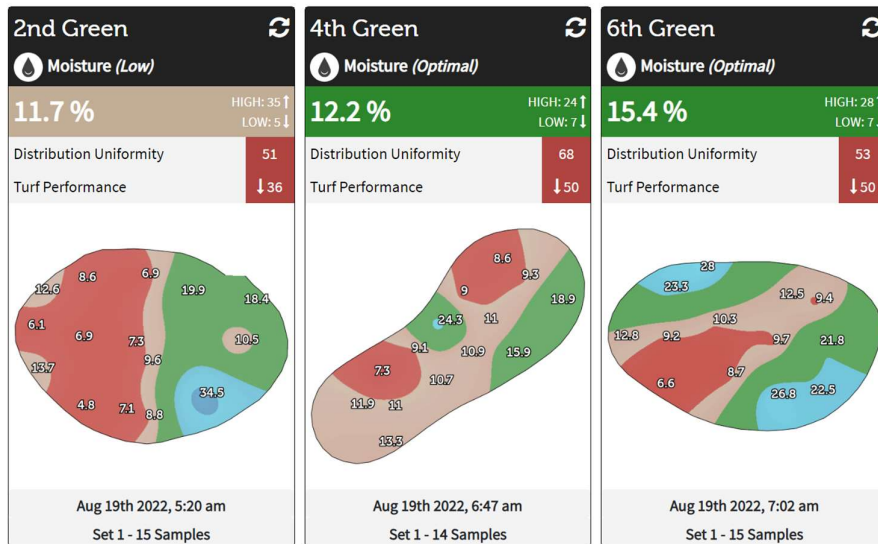 2nd Green
Moisture (Low)
11.7 %
HIGH: 35↑
LOW: 5↓
Distribution Uniformity 51
Turf Performance ↓36
12.6 8.6 6.9
19.9
18.4
6.1
6.9 7.3 10.5
9.6
13.7
34.5
4.8 7.1 8.8
Aug 19th 2022, 5:20 am
Set 1 - 15 Samples
4th Green
Moisture (Optimal)
12.2 %
HIGH: 24↑
LOW: 7↓
Distribution Uniformity 68
Turf Performance ↓50
8.6
9.3
9
18.9
24.3 11
9.1 10.9 15.9
7.3 10.7
11.9 11
13.3
Aug 19th 2022, 6:47 am
Set 1 - 14 Samples
6th Green
Moisture (Optimal)
15.4 %
HIGH: 28
LOW: 7
Distribution Uniformity 53
Turf Performance ↓50
28
23.3 12.5 9.4
10.3
12.8 9.2 9.7 21.8
8.7
6.6
26.8 22.5
Aug 19th 2022, 7:02 am
Set 1 - 15 Samples